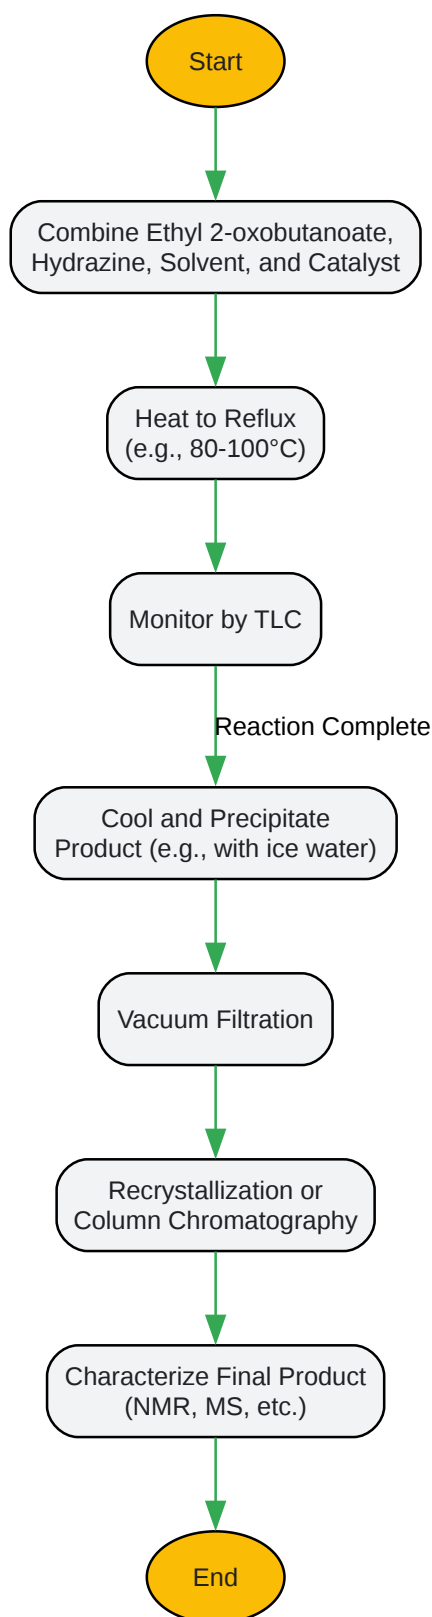 Start
Combine Ethyl 2-oxobutanoate,
Hydrazine, Solvent, and Catalyst
Heat to Reflux
(e.g., 80-100°C)
Monitor by TLC
Reaction Complete
Cool and Precipitate
Product (e.g., with ice water)
Vacuum Filtration
Recrystallization or
Column Chromatography
Characterize Final Product
(NMR, MS, etc.)
End